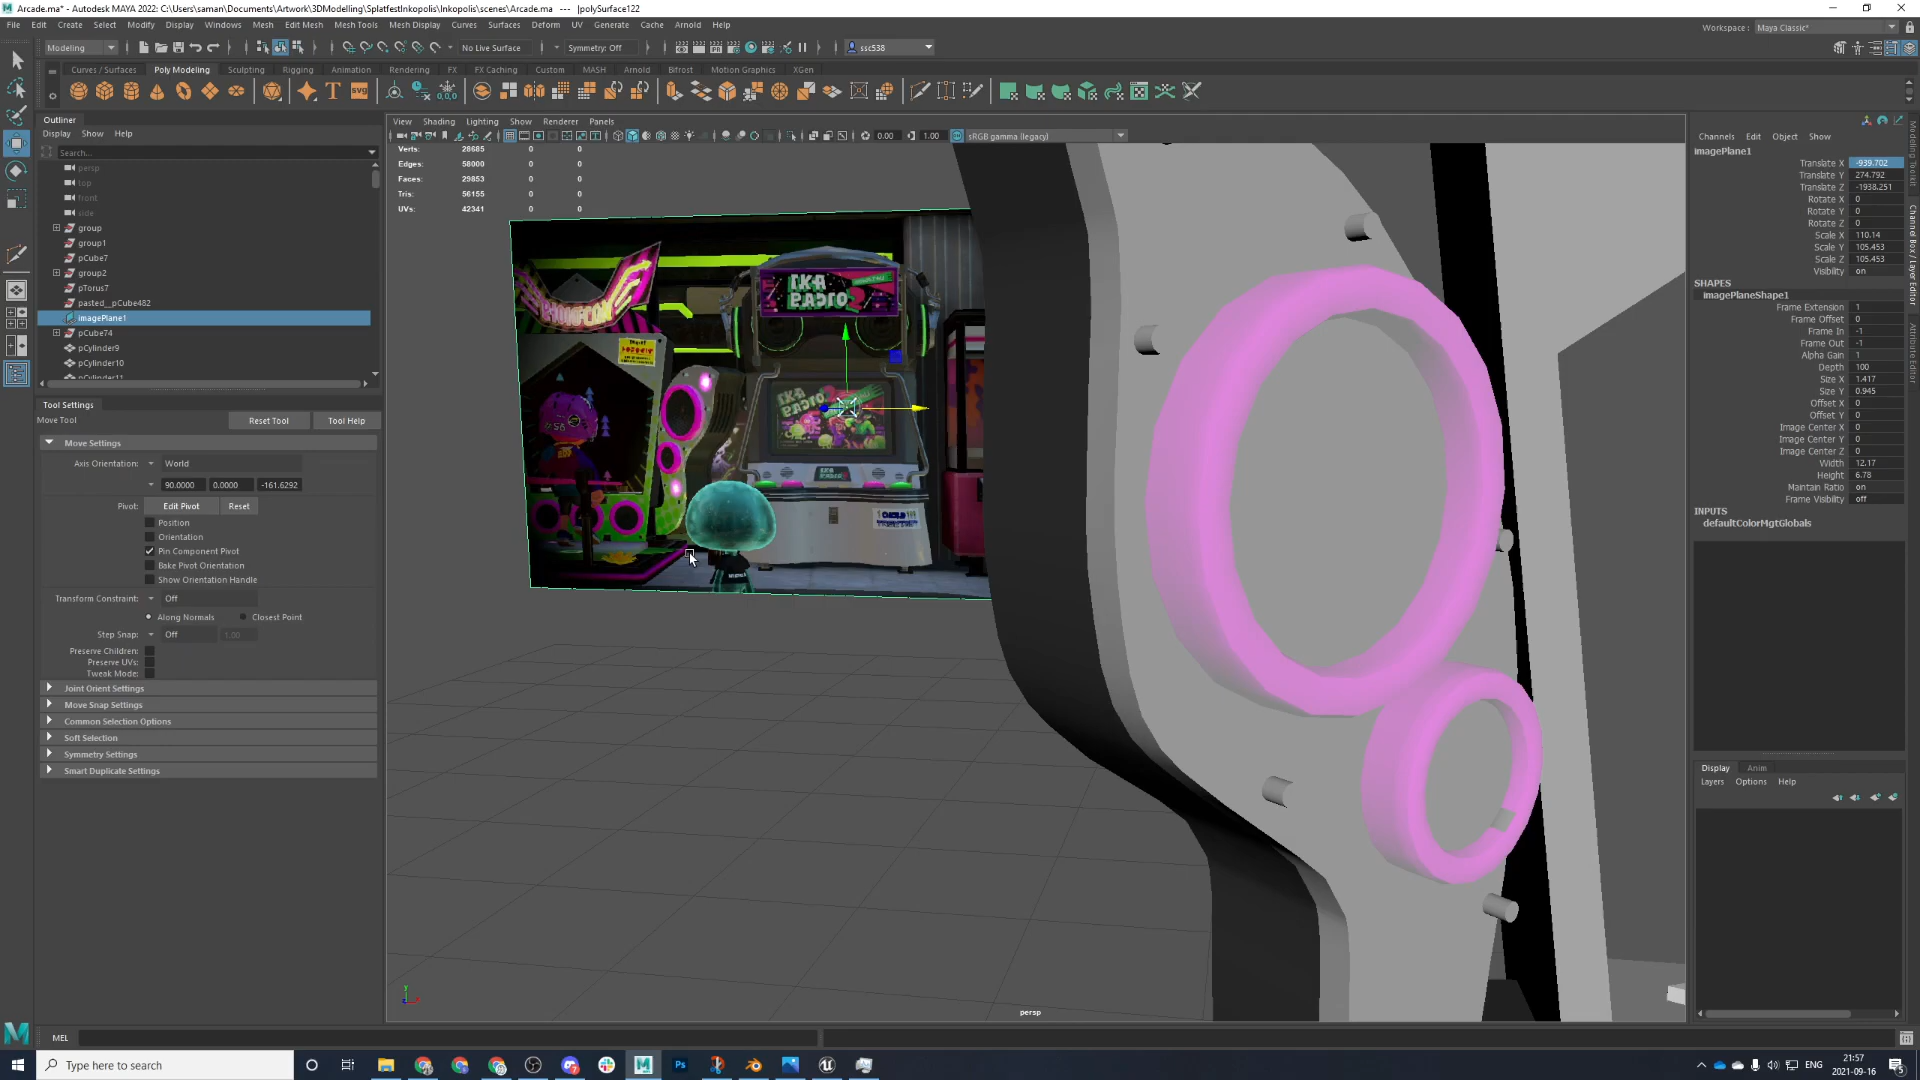 Arcade.ma* - Autodesk MAYA 2022: C:\Users\saman\Documents\Artwork\3DModelling\SplatfestInkopolis\Inkopolis\scenes\Arcade.ma --- |polySurface122
File Edit Create Select Modify Display Windows Mesh Edit Mesh Mesh Tools Mesh Display Curves Surfaces Deform UV Generate Cache Arnold Help
Workspace: Maya Classic*
Modeling No Live Surface Symmetry: Off ssc538
Curves / Surfaces Poly Modeling Sculpting Rigging Animation Rendering FX FX Caching Custom MASH Arnold Bifrost Motion Graphics XGen
Outliner
Display Show Help
Search...
persp
top
front
side
group
group1
pCube7
group2
pTorus7
pasted__pCube482
imagePlane1
pCube74
pCylinder9
pCylinder10
pCylinder11
Tool Settings
Move Tool Reset Tool Tool Help
Move Settings
Axis Orientation: World
90.0000 0.0000 -161.6292
Pivot: Edit Pivot Reset
Position
Orientation
Pin Component Pivot
Bake Pivot Orientation
Show Orientation Handle
Transform Constraint: Off
Along Normals Closest Point
Step Snap: Off 1.00
Preserve Children:
Preserve UVs:
Tweak Mode:
Joint Orient Settings
Move Snap Settings
Common Selection Options
Soft Selection
Symmetry Settings
Smart Duplicate Settings
View Shading Lighting Show Renderer Panels
0.00 1.00 sRGB gamma (legacy)
Verts: 28685 0 0
Edges: 58000 0 0
Faces: 29853 0 0
Tris: 56155 0 0
UVs: 42341 0 0
persp
Channels Edit Object Show
imagePlane1
Translate X -939.702
Translate Y 274.792
Translate Z -1938.251
Rotate X 0
Rotate Y 0
Rotate Z 0
Scale X 110.14
Scale Y 105.453
Scale Z 105.453
Visibility on
SHAPES
imagePlaneShape1
Frame Extension 1
Frame Offset 0
Frame In -1
Frame Out -1
Alpha Gain 1
Depth 100
Size X 1.417
Size Y 0.945
Offset X 0
Offset Y 0
Image Center X 0
Image Center Y 0
Image Center Z 0
Width 12.17
Height 6.78
Maintain Ratio on
Frame Visibility off
INPUTS
defaultColorMgtGlobals
Display Anim
Layers Options Help
Modeling Toolkit
Channel Box / Layer Editor
Attribute Editor
MEL
Type here to search
ENG
21:57
2021-09-16